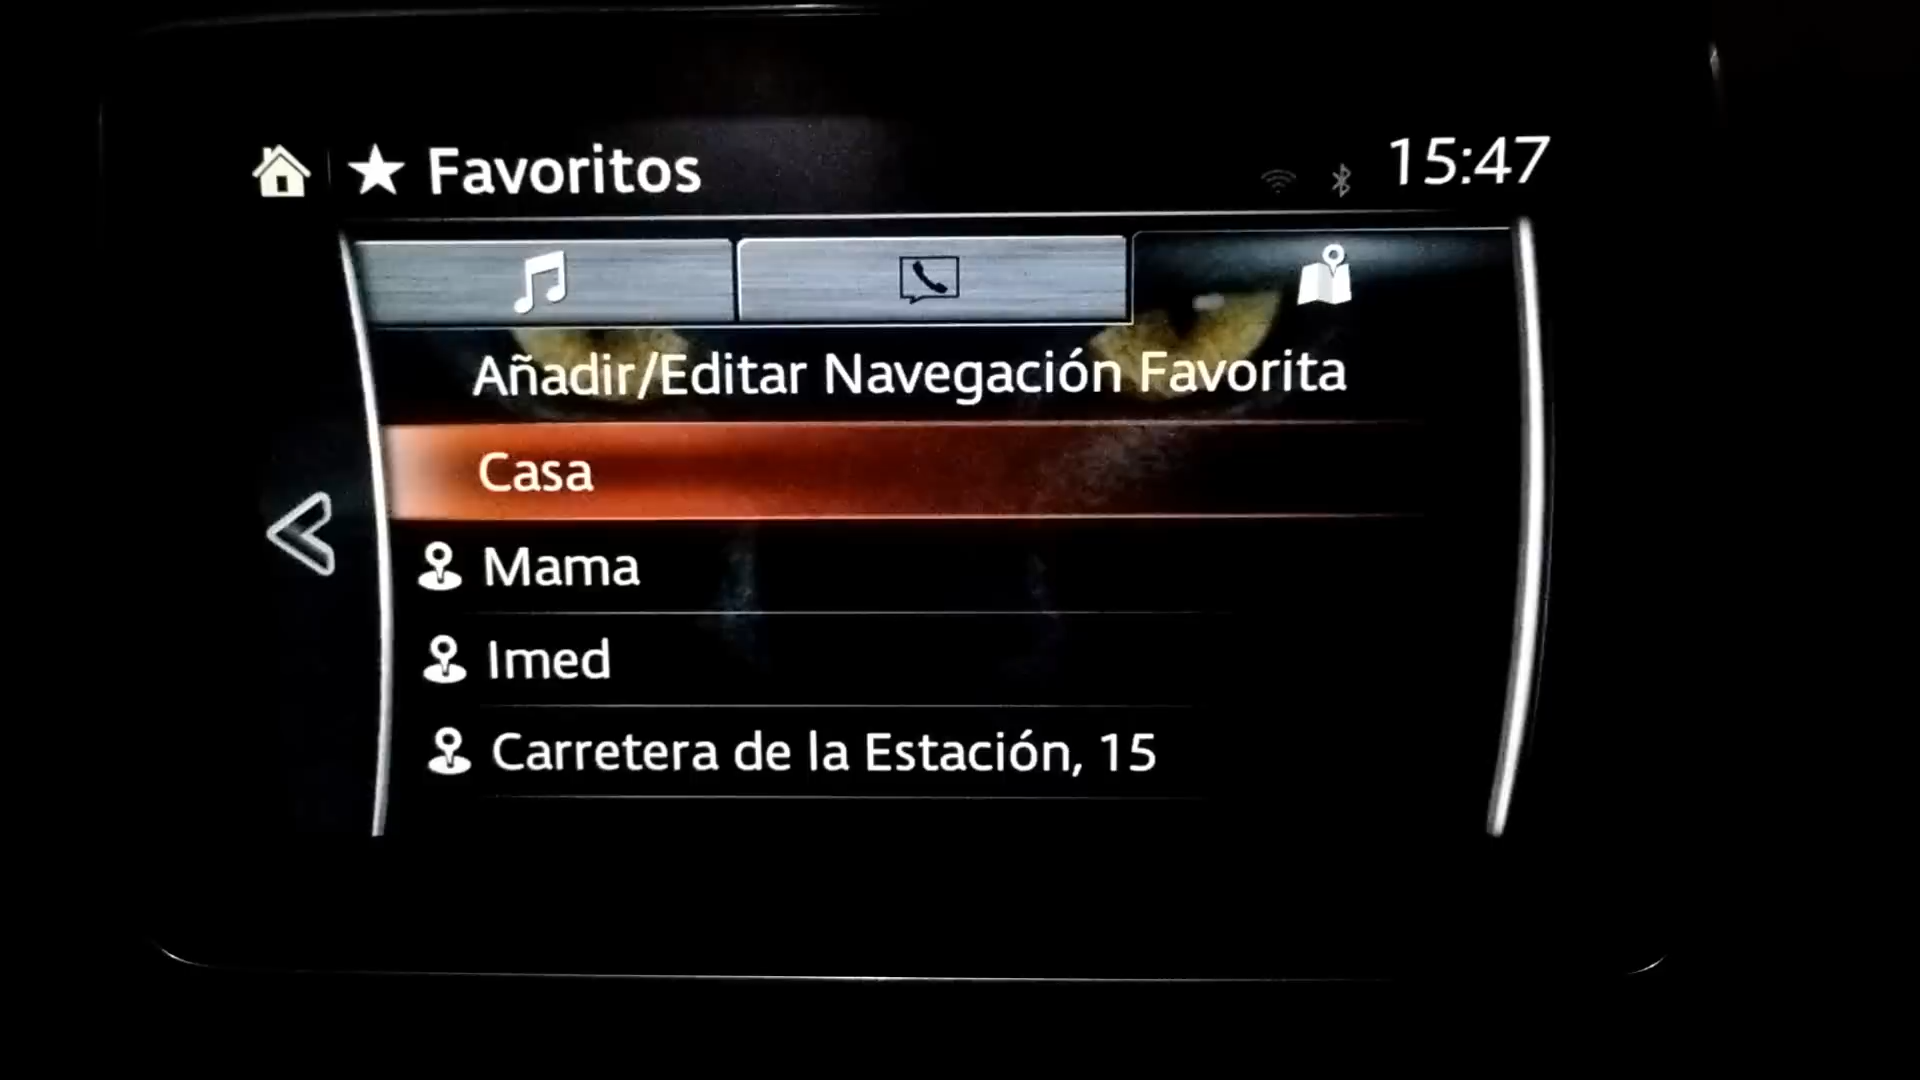 Favoritos
15:47
Añadir/Editar Navegación Favorita
Casa
Mama
Imed
Carretera de la Estación, 15